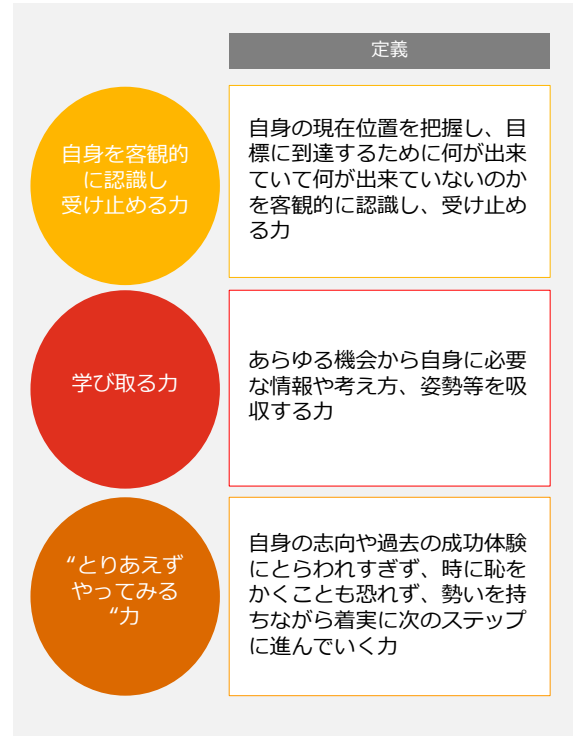 定義
自身を客観的
に認識し
受け止める力
自身の現在位置を把握し、目
標に到達するために何が出来
ていて何が出来ていないのか
を客観的に認識し、受け止め
る力
学び取る力
あらゆる機会から自身に必要
な情報や考え方、姿勢等を吸
収する力
“とりあえず
やってみる
“力
自身の志向や過去の成功体験
にとらわれすぎず、時に恥を
かくことも恐れず、勢いを持
ちながら着実に次のステップ
に進んでいく力